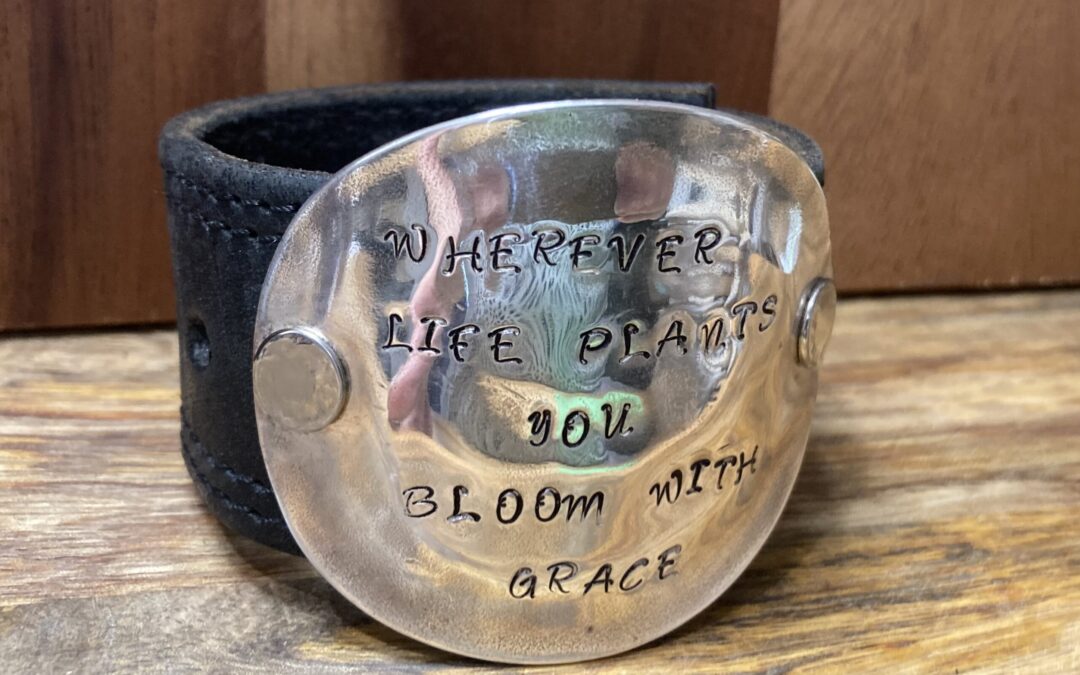 WHEREVER
LIFE PLANTS
YOU
BLOOM WITH
GRACE